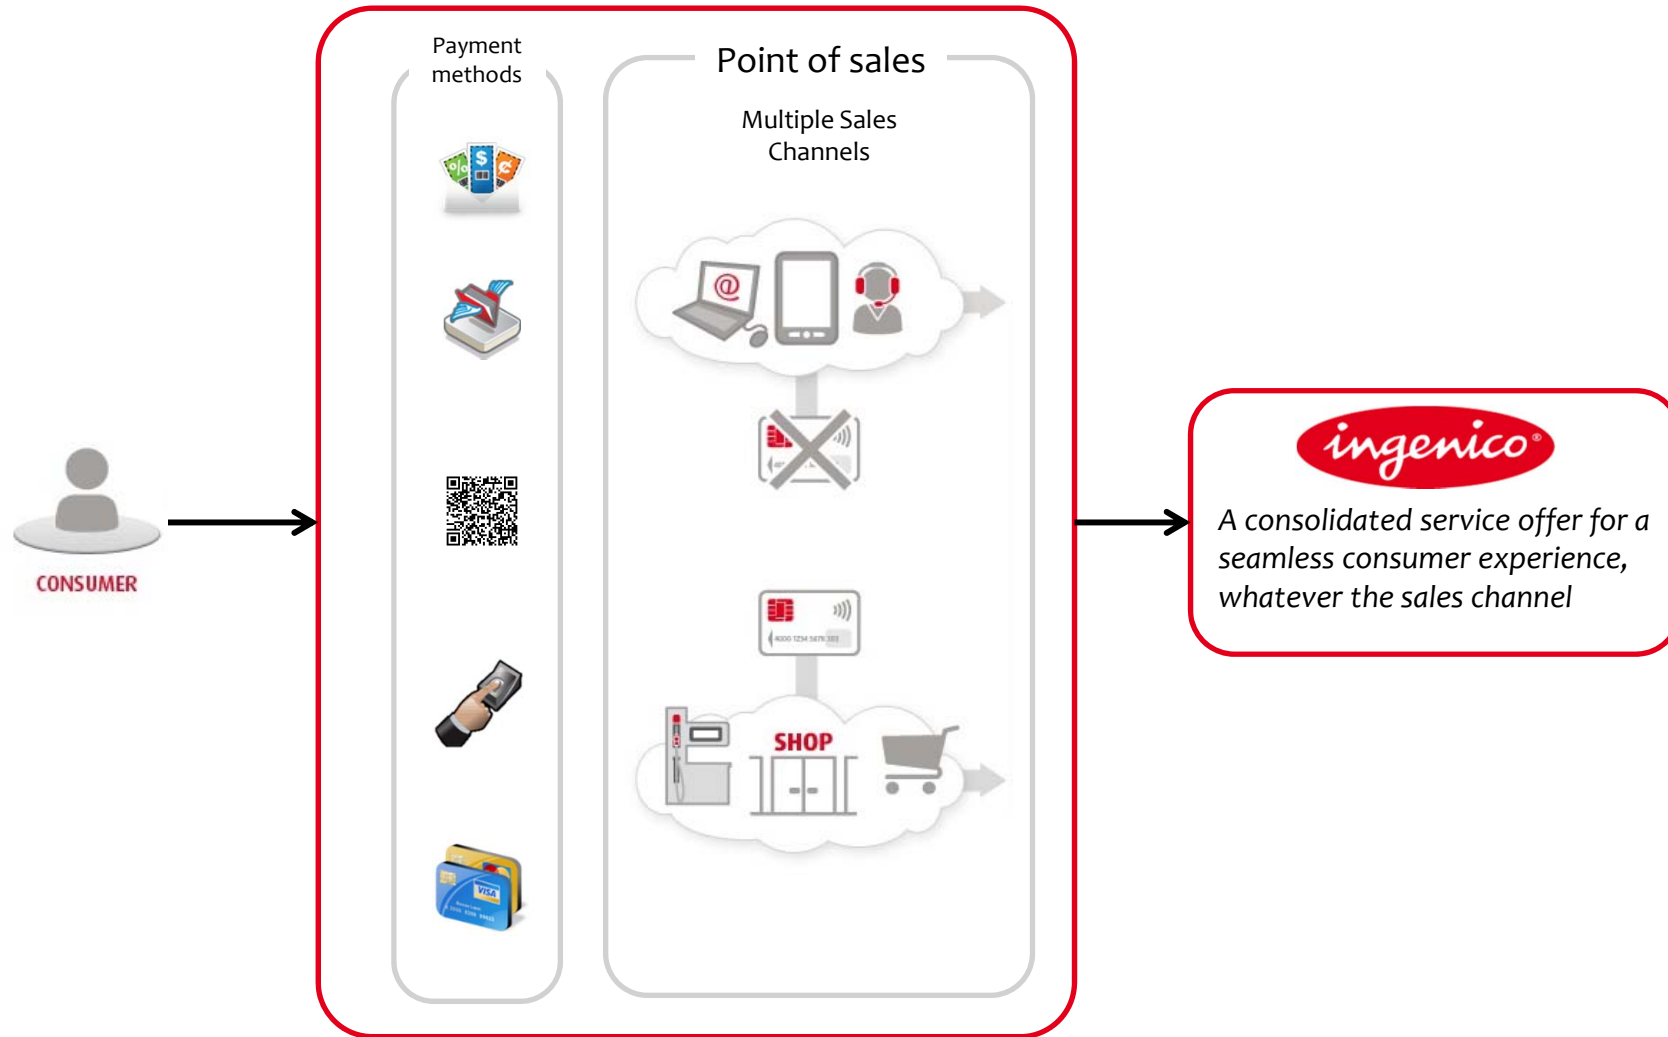 Payment
methods
Point of sales
Multiple Sales
Channels
%
$
¢
@
CONSUMER
ingenico®
A consolidated service offer for a
seamless consumer experience,
whatever the sales channel
SHOP
VISA